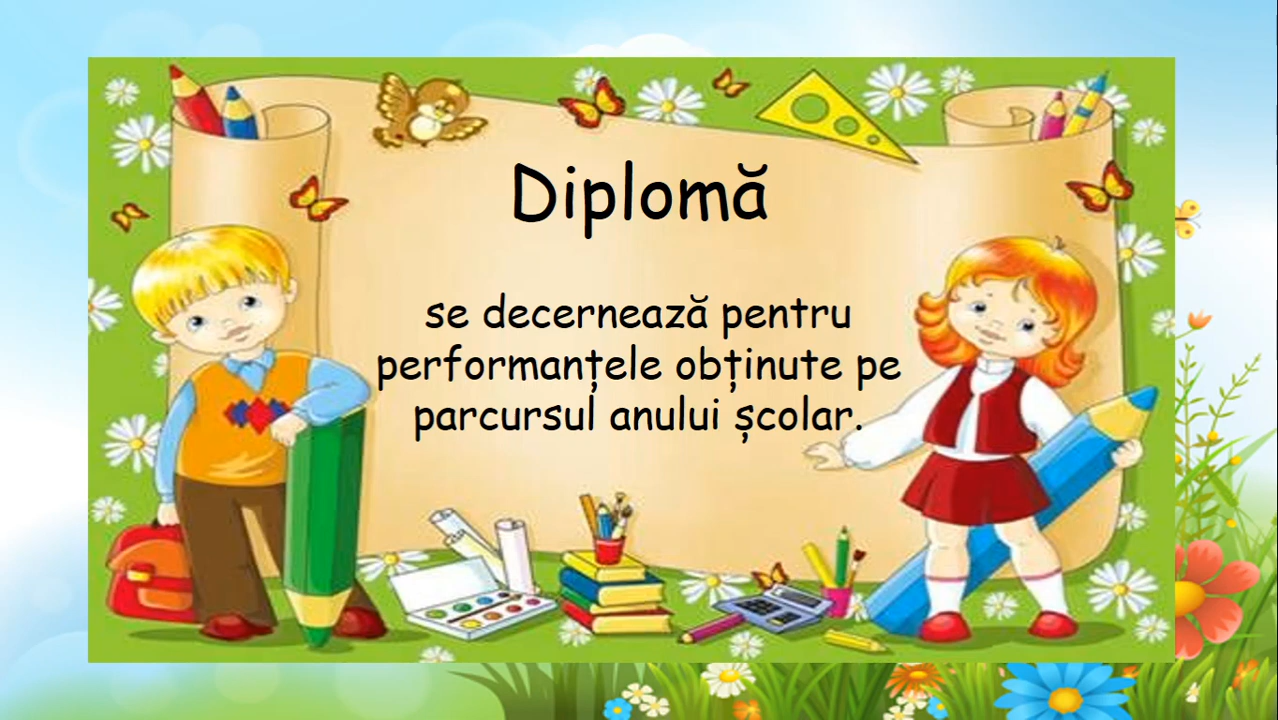 Diplomă
se decernează pentru
performanțele obținute pe
parcursul anului școlar.